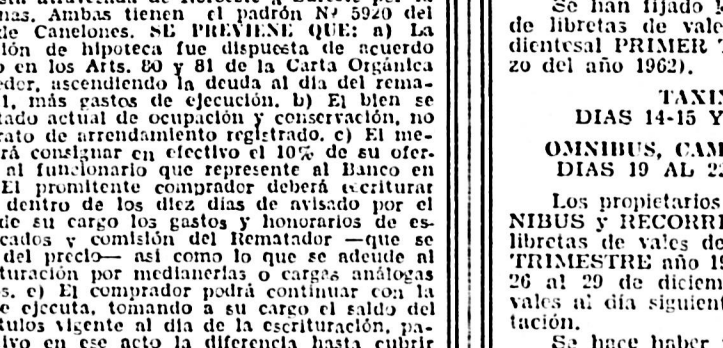 nas. Ambas tienen el padrón Nº 5920 del
de Canelones. SE PREVIENE QUE: a) La
ción de hipoteca fue dispuesta de acuerdo
o en los Arts. 80 y 81 de la Carta Orgánica
eder, ascendiendo la deuda al día del rema-
1, más gastos de ejecución. b) El bien se
tado actual de ocupación y conservación, no
rato de arrendamiento registrado. c) El me-
rá consignar en efectivo el 10% de su ofer-
al funcionario que represente al Banco en
El promitente comprador deberá escriturar
dentro de los diez días de avisado por el
de su cargo los gastos y honorarios de es-
cados y comisión del Rematador —que se
del precio— así como lo que se adeude al
turación por medianerías o cargas análogas
s. e) El comprador podrá continuar con la
e ejecuta, tomando a su cargo el saldo del
tulos vigente al día de la escrituración, pa-
ivo en ese acto la diferencia hasta cubrir
Se han fijado
de libretas de vale
dientesal PRIMER T
zo del año 1962).
TAXIN
DIAS 14-15 Y
OMNIBUS, CAM
DIAS 19 AL 22
Los propietarios
NIBUS y RECORRI
libretas de vales de
TRIMESTRE año 19
26 al 29 de diciem
vales al día siguient
tación.
Se hace haber